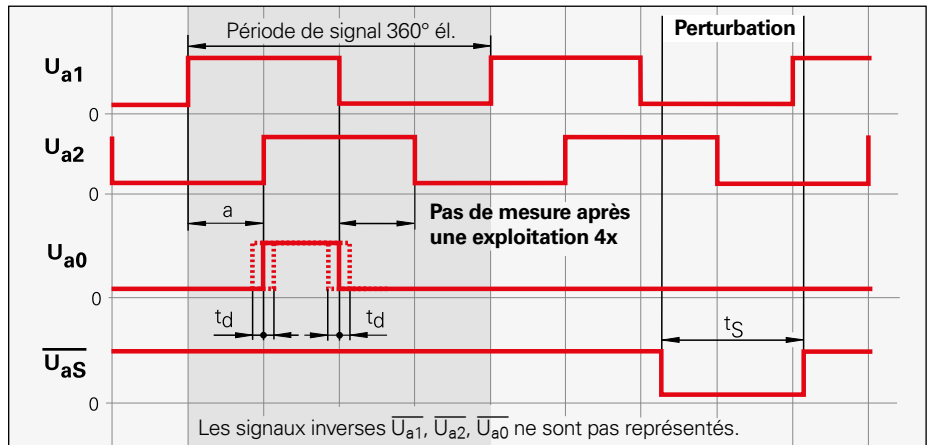 Période de signal 360° él.
Perturbation
Ua1
0
Ua2
0
a
Pas de mesure après
une exploitation 4x
Ua0
0
td
td
tS
UaS
0
Les signaux inverses Ua1, Ua2, Ua0 ne sont pas représentés.